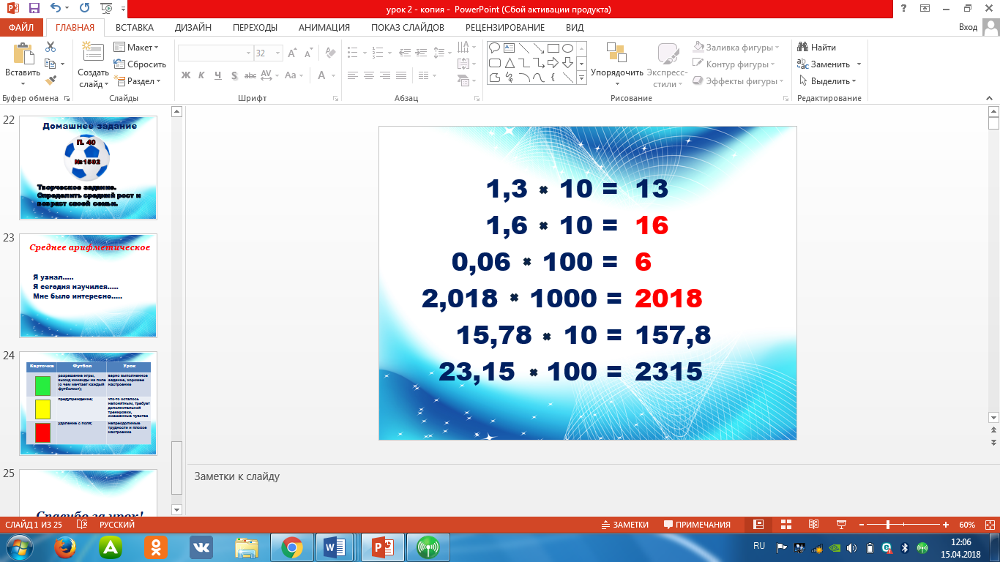 урок 2 - копия - PowerPoint (Сбой активации продукта)
ФАЙЛ ГЛАВНАЯ ВСТАВКА ДИЗАЙН ПЕРЕХОДЫ АНИМАЦИЯ ПОКАЗ СЛАЙДОВ РЕЦЕНЗИРОВАНИЕ ВИД Вход
Вставить
Создать слайд
Макет
Сбросить
Раздел
32
Ж К Ч S abc AV Aa A
Упорядочить
Экспресс-стили
Заливка фигуры
Контур фигуры
Эффекты фигуры
Найти
Заменить
Выделить
Буфер обмена Слайды Шрифт Абзац Рисование Редактирование
22
Домашнее задание
П. 40
№1502
Творческое задание.
Определить средний рост и
возраст своей семьи.
23
Среднее арифметическое
Я узнал.....
Я сегодня научился.....
Мне было интересно.....
24
Карточка Футбол Урок
разрешение игры, выход команды на поле (о чем мечтает каждый футболист); верно выполненное задание, хорошее настроение
предупреждение; что-то осталось непонятным, требует дополнительной тренировки, смешанные чувства
удаление с поля; непреодолимые трудности и плохое настроение
25
Спасибо за урок!
1,3 * 10 = 13
1,6 * 10 = 16
0,06 * 100 = 6
2,018 * 1000 = 2018
15,78 * 10 = 157,8
23,15 * 100 = 2315
Заметки к слайду
СЛАЙД 1 ИЗ 25 РУССКИЙ ЗАМЕТКИ ПРИМЕЧАНИЯ 60%
RU 12:06
15.04.2018